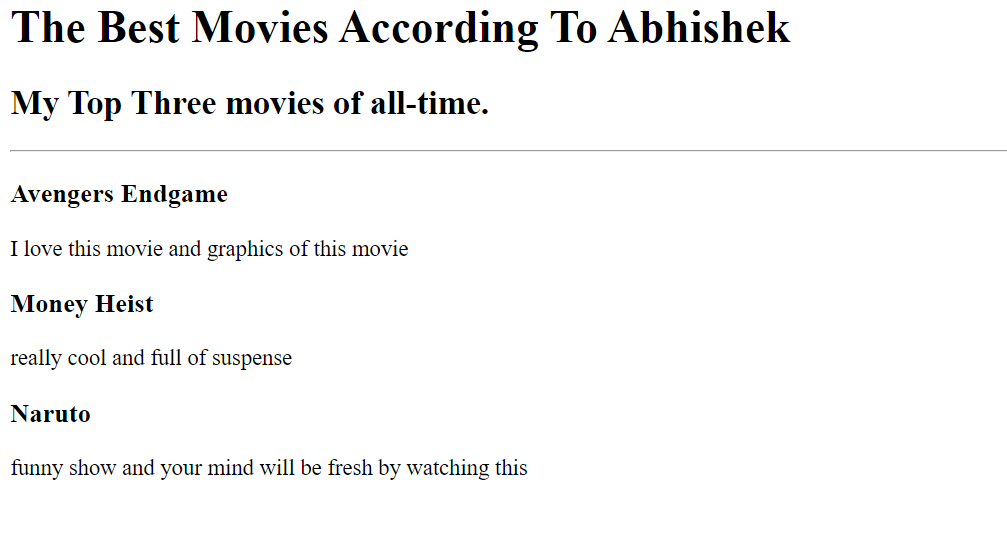 The Best Movies According To Abhishek
My Top Three movies of all-time.
Avengers Endgame
I love this movie and graphics of this movie
Money Heist
really cool and full of suspense
Naruto
funny show and your mind will be fresh by watching this